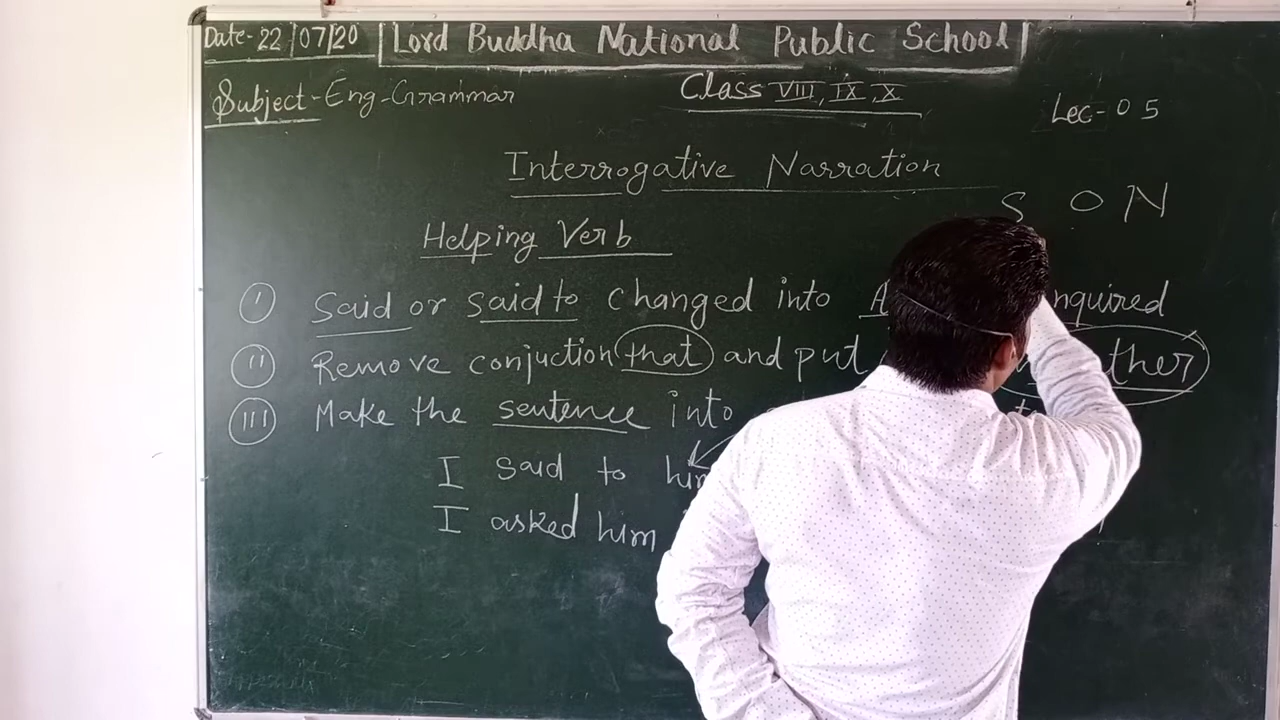 Date- 22/07/20 Lord Buddha National Public School
Subject- Eng-Grammar Class VIII, IX, X
Lec- 05
Interrogative Narration
S O N
Helping Verb
(I) Said or said to changed into
(II) Remove conjuction that and put
(III) Make the sentence into
I said to
I asked him